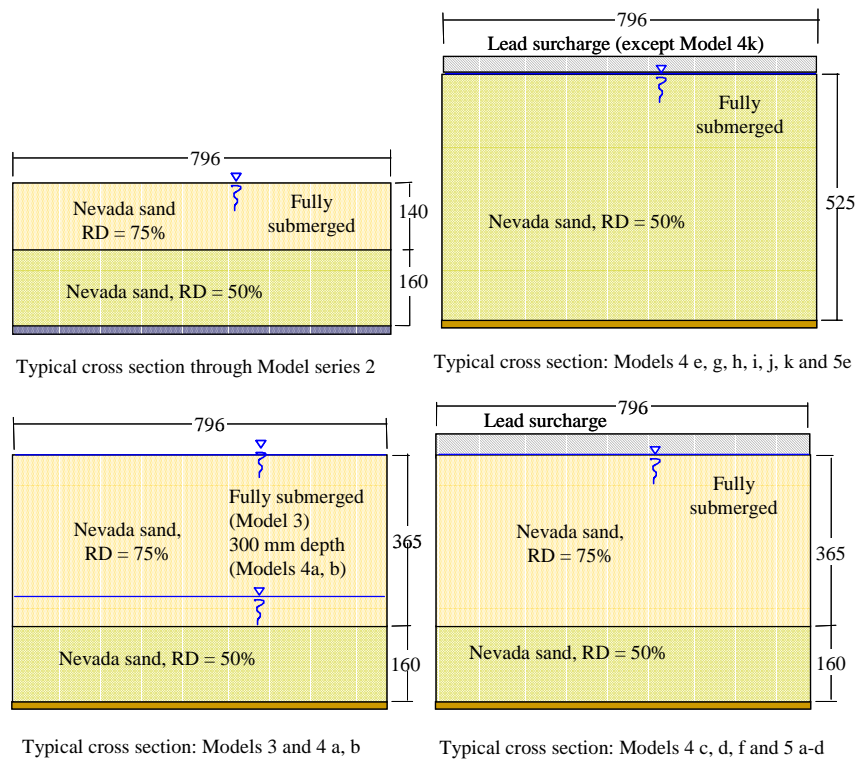 796
Nevada sand
RD = 75%
Fully
submerged
140
Nevada sand, RD = 50%
160
Typical cross section through Model series 2
796
Lead surcharge (except Model 4k)
Fully
submerged
Nevada sand, RD = 50%
525
Typical cross section: Models 4 e, g, h, i, j, k and 5e
796
Nevada sand,
RD = 75%
Fully submerged
(Model 3)
300 mm depth
(Models 4a, b)
365
Nevada sand, RD = 50%
160
Typical cross section: Models 3 and 4 a, b
796
Lead surcharge
Fully
submerged
Nevada sand,
RD = 75%
365
Nevada sand, RD = 50%
160
Typical cross section: Models 4 c, d, f and 5 a-d